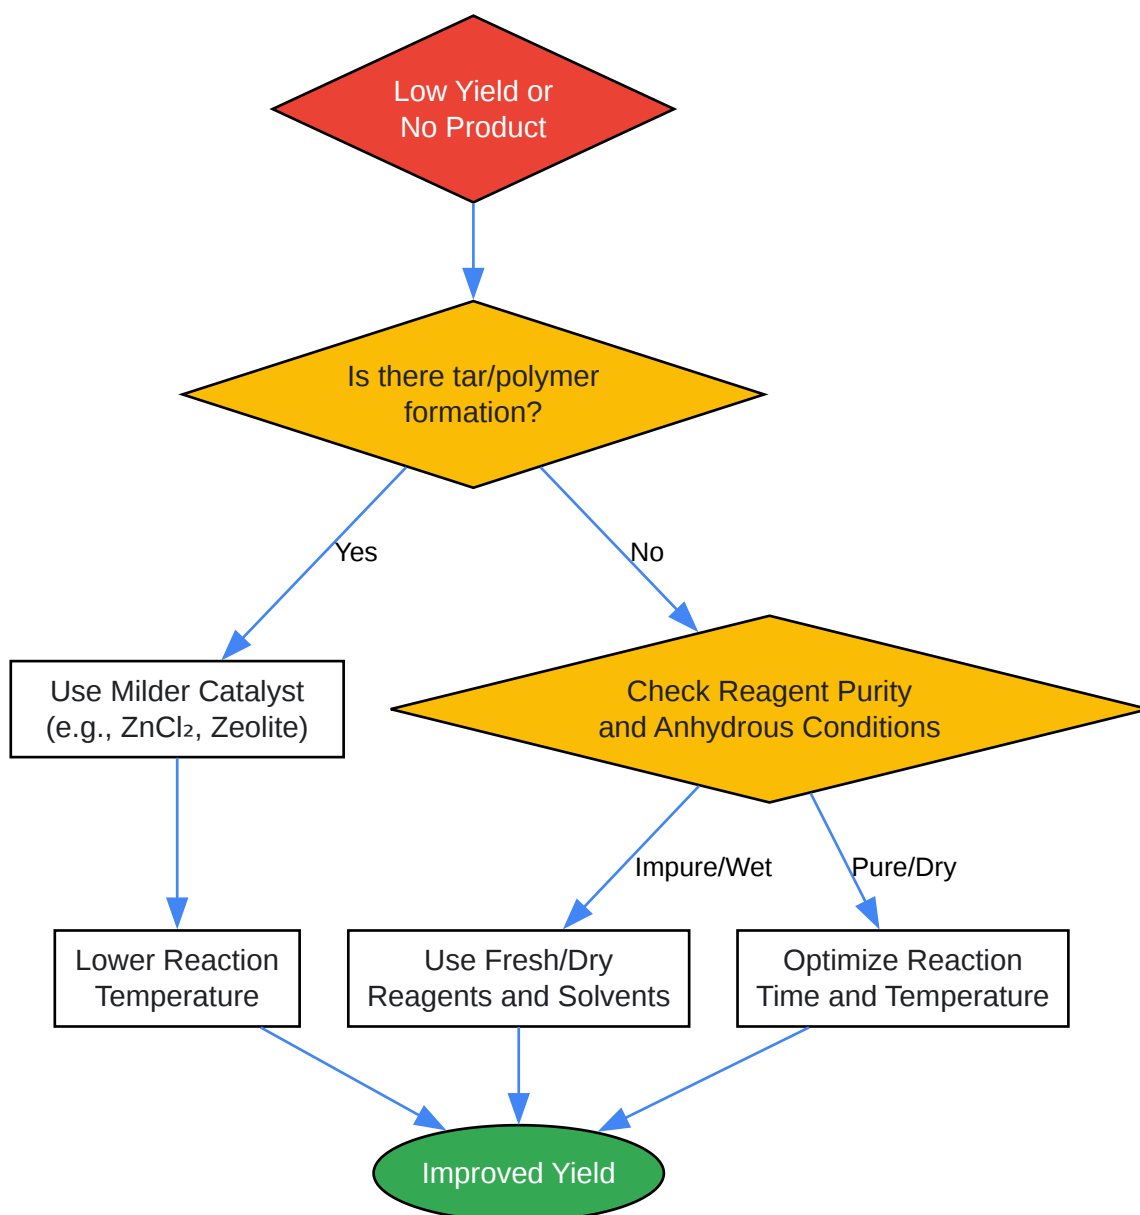 Low Yield or
No Product
Is there tar/polymer
formation?
Yes
No
Use Milder Catalyst
(e.g., ZnCl₂, Zeolite)
Check Reagent Purity
and Anhydrous Conditions
Impure/Wet
Pure/Dry
Lower Reaction
Temperature
Use Fresh/Dry
Reagents and Solvents
Optimize Reaction
Time and Temperature
Improved Yield